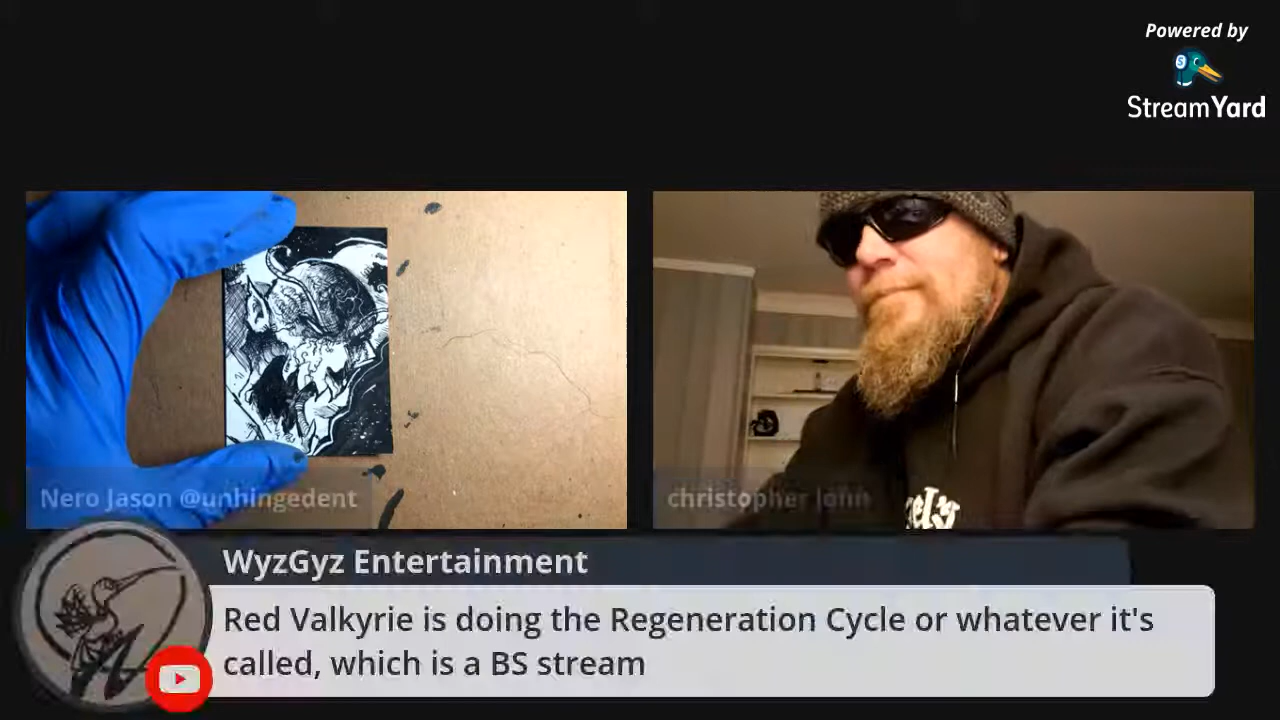 Powered by
StreamYard
Nero Jason @unhingedent
christopher John
WyzGyz Entertainment
Red Valkyrie is doing the Regeneration Cycle or whatever it's
called, which is a BS stream